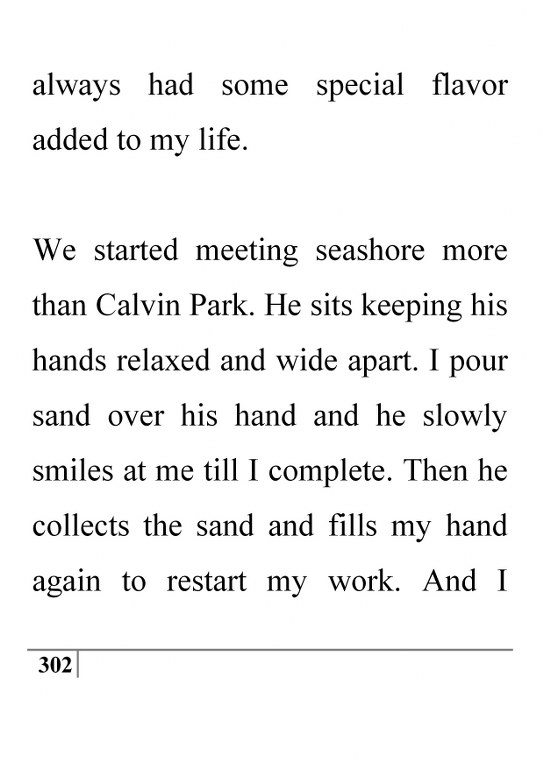 always had some special flavor
added to my life.
We started meeting seashore more
than Calvin Park. He sits keeping his
hands relaxed and wide apart. I pour
sand over his hand and he slowly
smiles at me till I complete. Then he
collects the sand and fills my hand
again to restart my work. And I
302